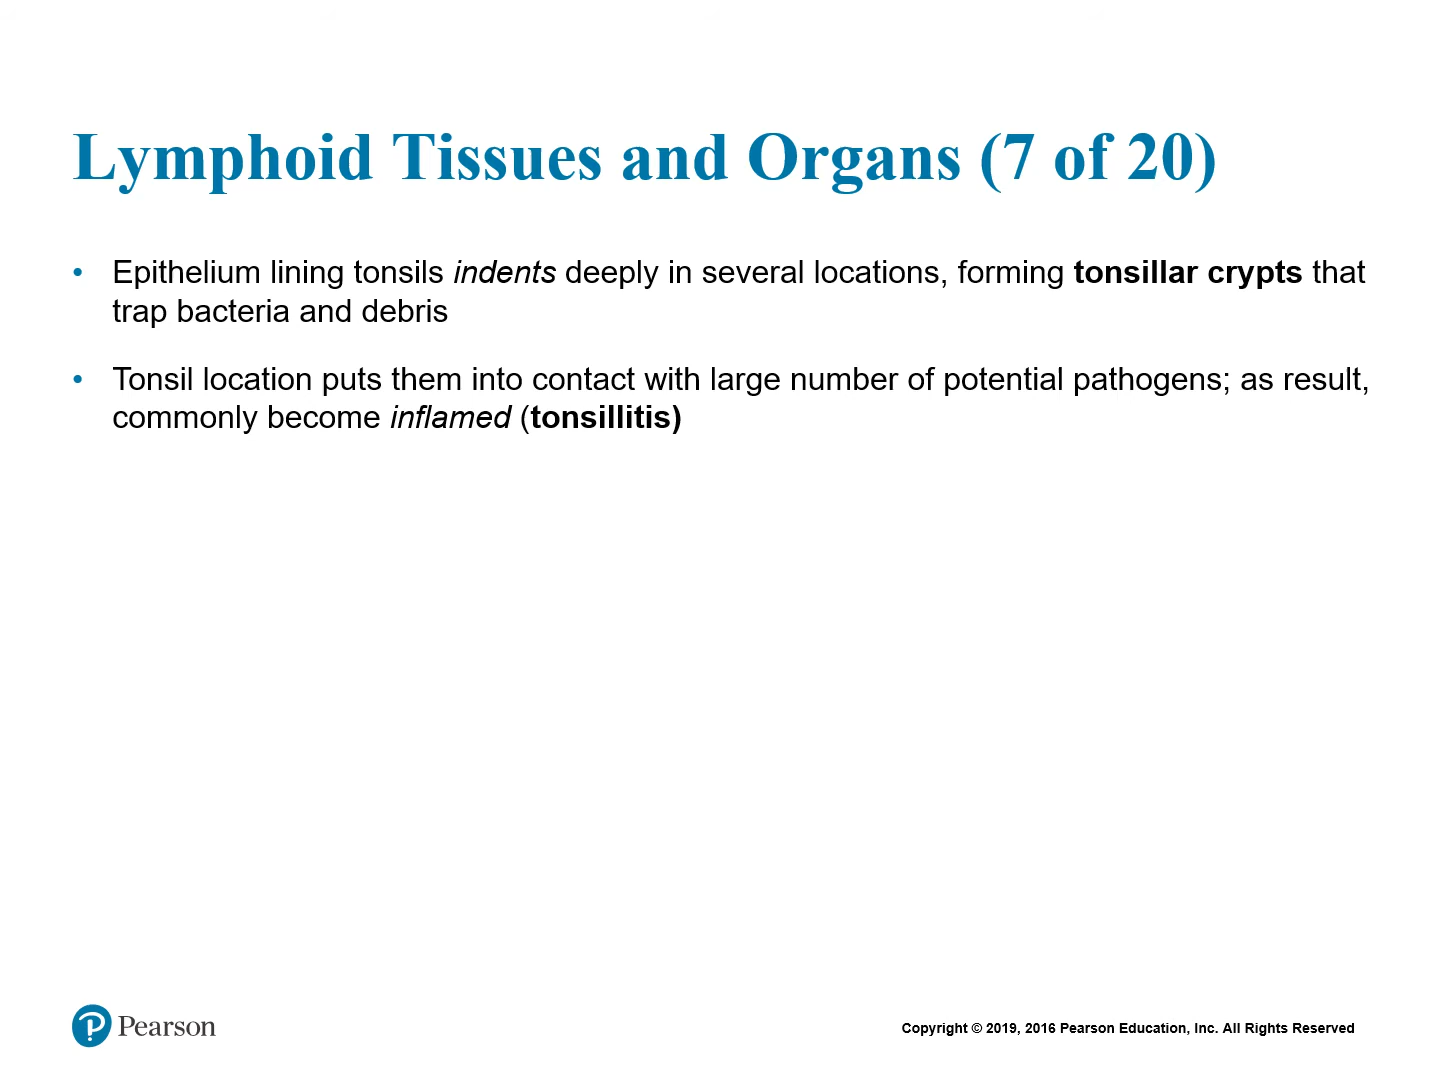 Lymphoid Tissues and Organs (7 of 20)
• Epithelium lining tonsils indents deeply in several locations, forming tonsillar crypts that
trap bacteria and debris
• Tonsil location puts them into contact with large number of potential pathogens; as result,
commonly become inflamed (tonsillitis)
Pearson
Copyright © 2019, 2016 Pearson Education, Inc. All Rights Reserved